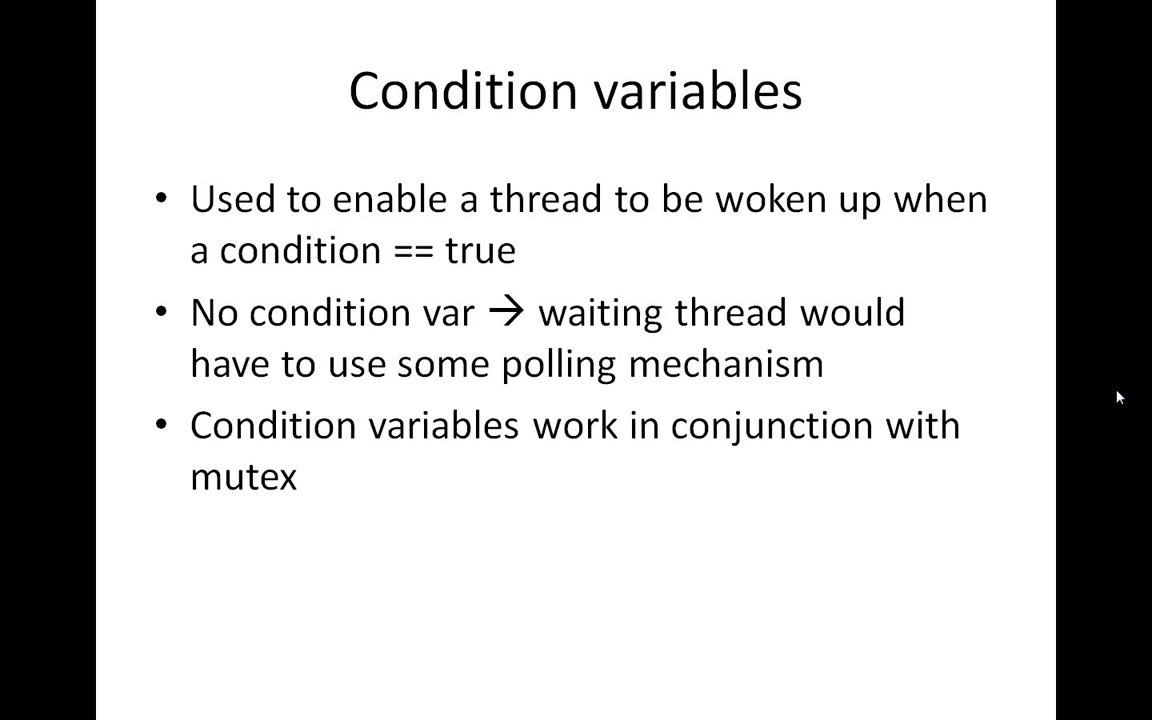 Condition variables
• Used to enable a thread to be woken up when
a condition == true
• No condition var → waiting thread would
have to use some polling mechanism
• Condition variables work in conjunction with
mutex